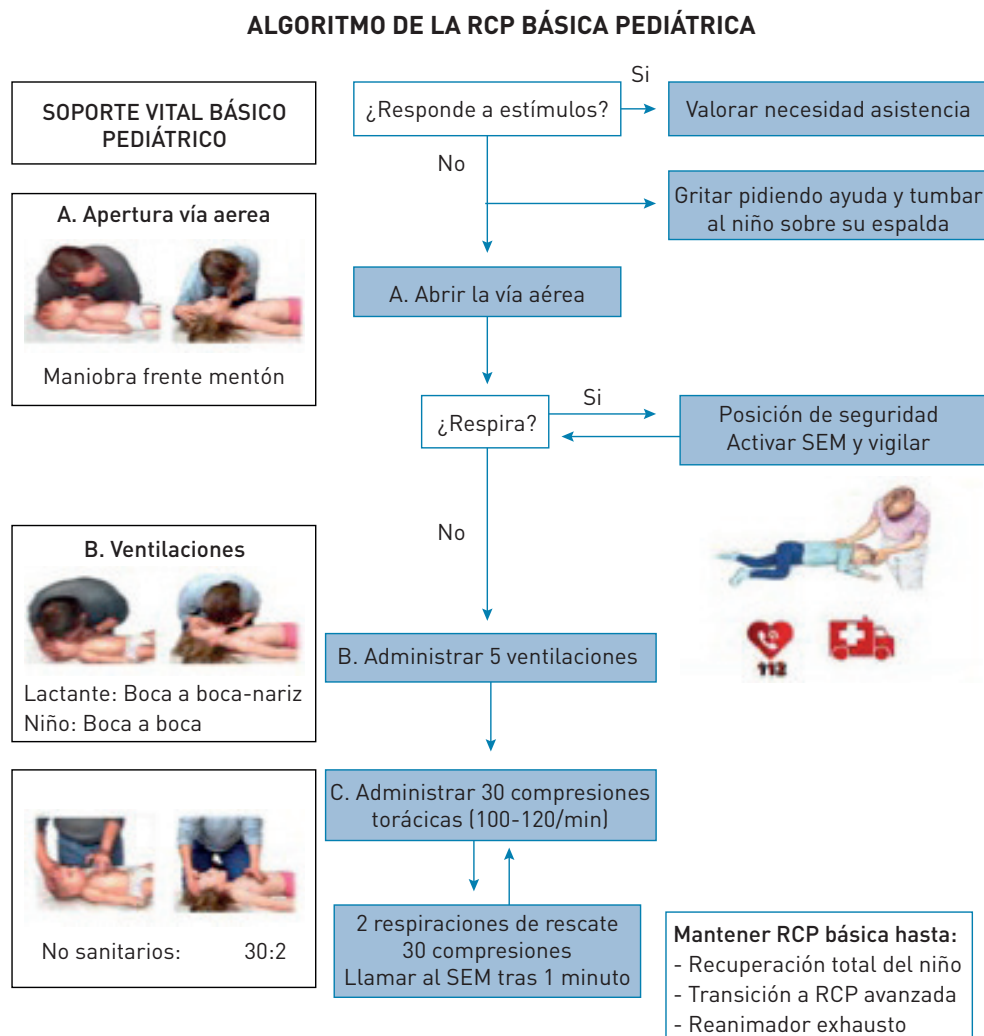 ALGORITMO DE LA RCP BÁSICA PEDIÁTRICA
SOPORTE VITAL BÁSICO
PEDIÁTRICO
¿Responde a estímulos?
Si
Valorar necesidad asistencia
No
Gritar pidiendo ayuda y tumbar
al niño sobre su espalda
A. Apertura vía aerea
Maniobra frente mentón
A. Abrir la vía aérea
¿Respira?
Si
Posición de seguridad
Activar SEM y vigilar
No
112
B. Ventilaciones
Lactante: Boca a boca-nariz
Niño: Boca a boca
B. Administrar 5 ventilaciones
C. Administrar 30 compresiones
torácicas (100-120/min)
No sanitarios: 30:2
2 respiraciones de rescate
30 compresiones
Llamar al SEM tras 1 minuto
Mantener RCP básica hasta:
- Recuperación total del niño
- Transición a RCP avanzada
- Reanimador exhausto